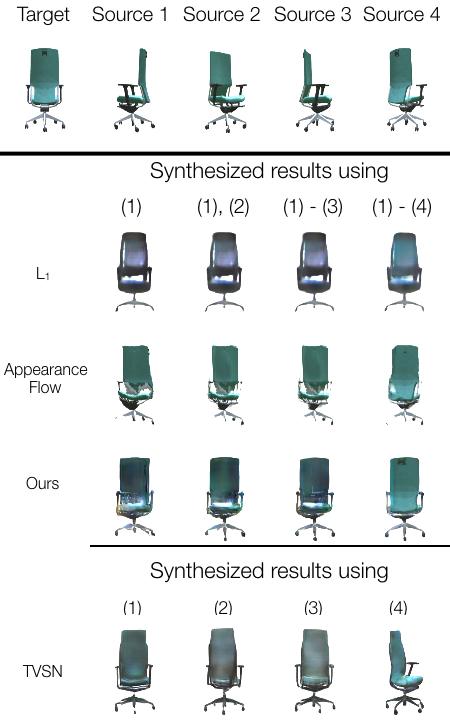 Target Source 1 Source 2 Source 3 Source 4
Synthesized results using
(1) (1), (2) (1) - (3) (1) - (4)
L₁
Appearance
Flow
Ours
Synthesized results using
(1) (2) (3) (4)
TVSN